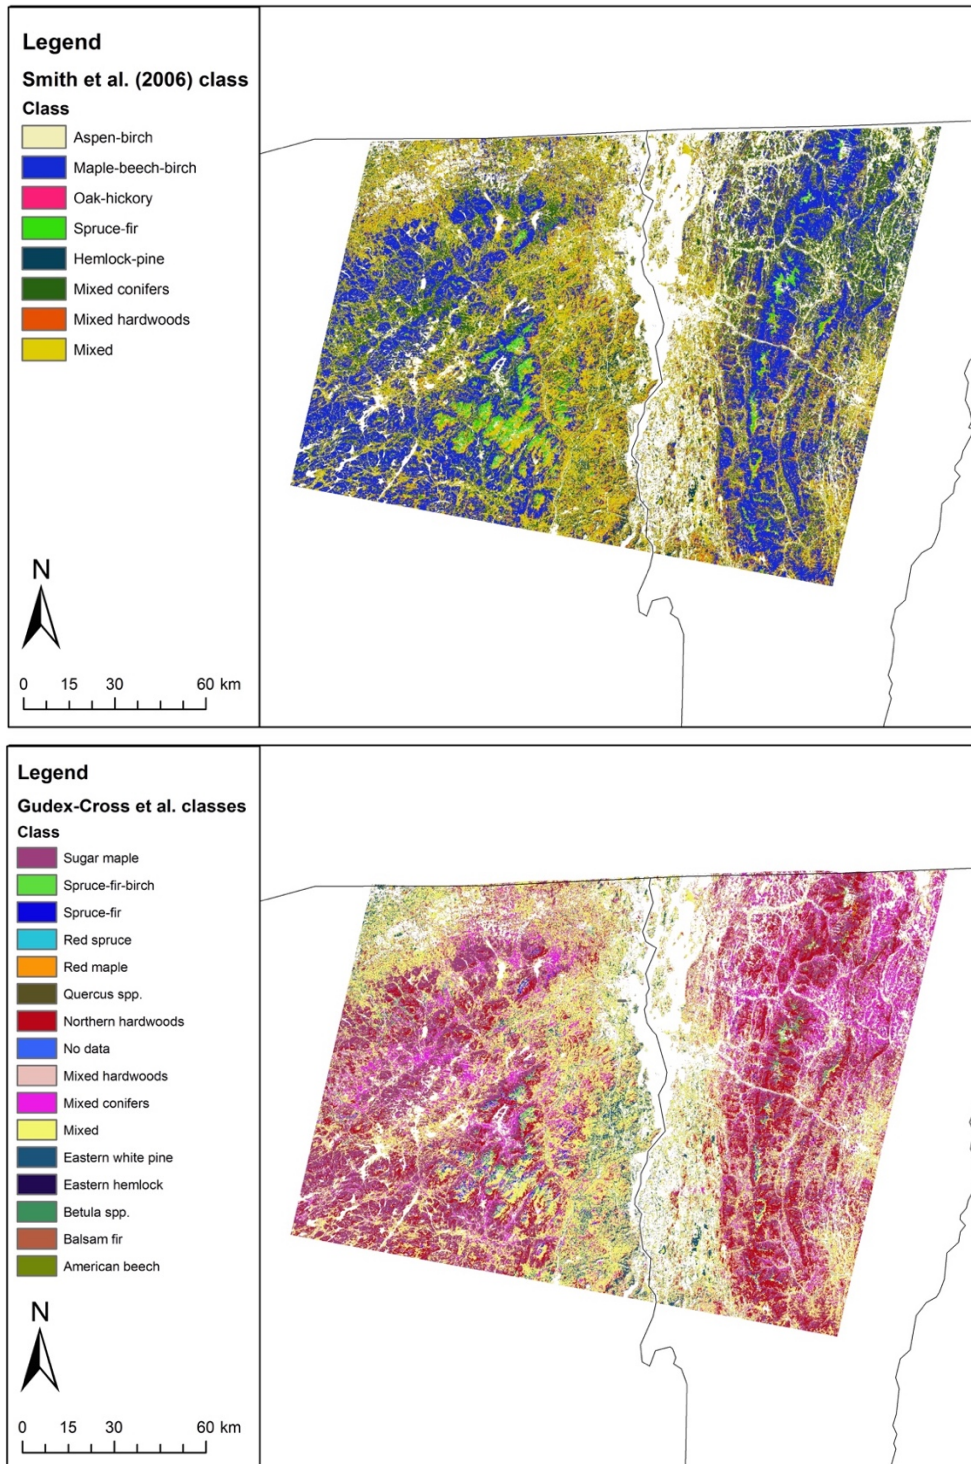 Legend
Smith et al. (2006) class
Class
Aspen-birch
Maple-beech-birch
Oak-hickory
Spruce-fir
Hemlock-pine
Mixed conifers
Mixed hardwoods
Mixed
N
0 15 30 60 km
Legend
Gudex-Cross et al. classes
Class
Sugar maple
Spruce-fir-birch
Spruce-fir
Red spruce
Red maple
Quercus spp.
Northern hardwoods
No data
Mixed hardwoods
Mixed conifers
Mixed
Eastern white pine
Eastern hemlock
Betula spp.
Balsam fir
American beech
N
0 15 30 60 km